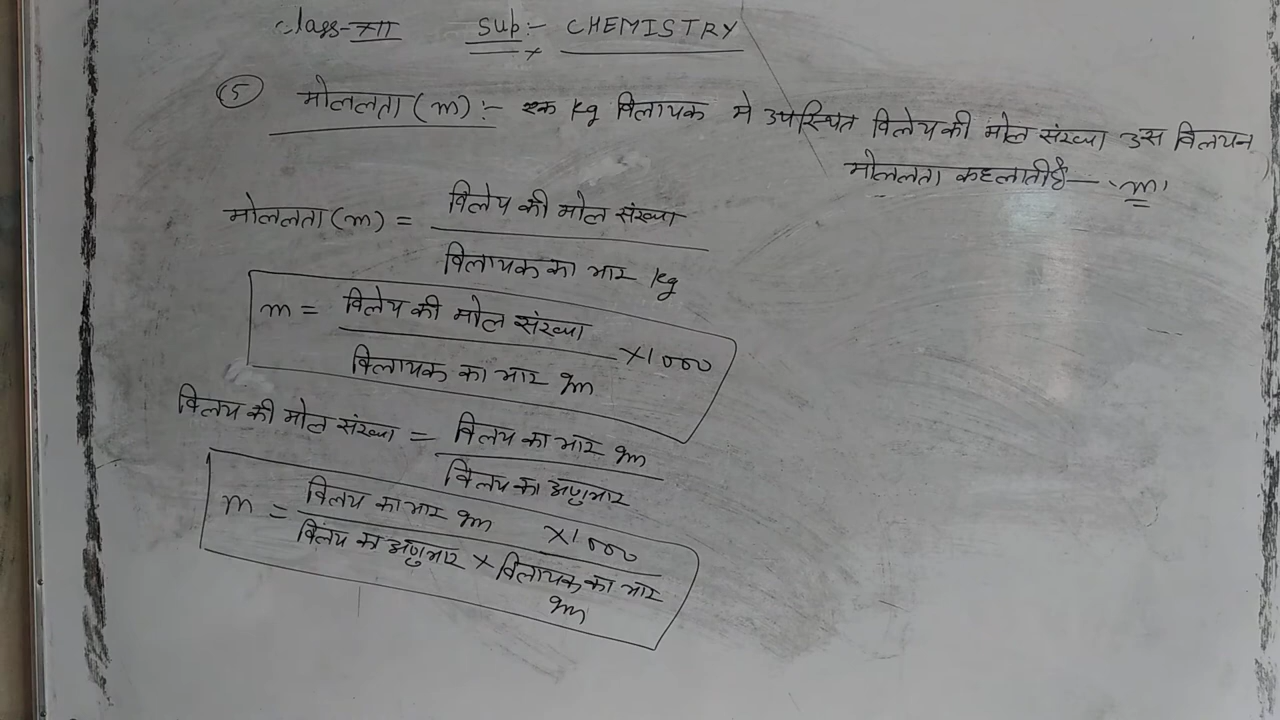 Class-XII Sub:- CHEMISTRY
⑤ मोललता (m):- एक kg विलायक मे उपस्थित विलेय की मोल संख्या उस विलयन
मोललता कहलाती है— 'm'
मोललता (m) = विलेय की मोल संख्या
विलायक का भार kg
m = विलेय की मोल संख्या
विलायक का भार gm ×1000
विलेय की मोल संख्या = विलेय का भार gm
विलेय का अणुभार
m = विलेय का भार gm ×1000
विलेय का अणुभार × विलायक का भार
gm